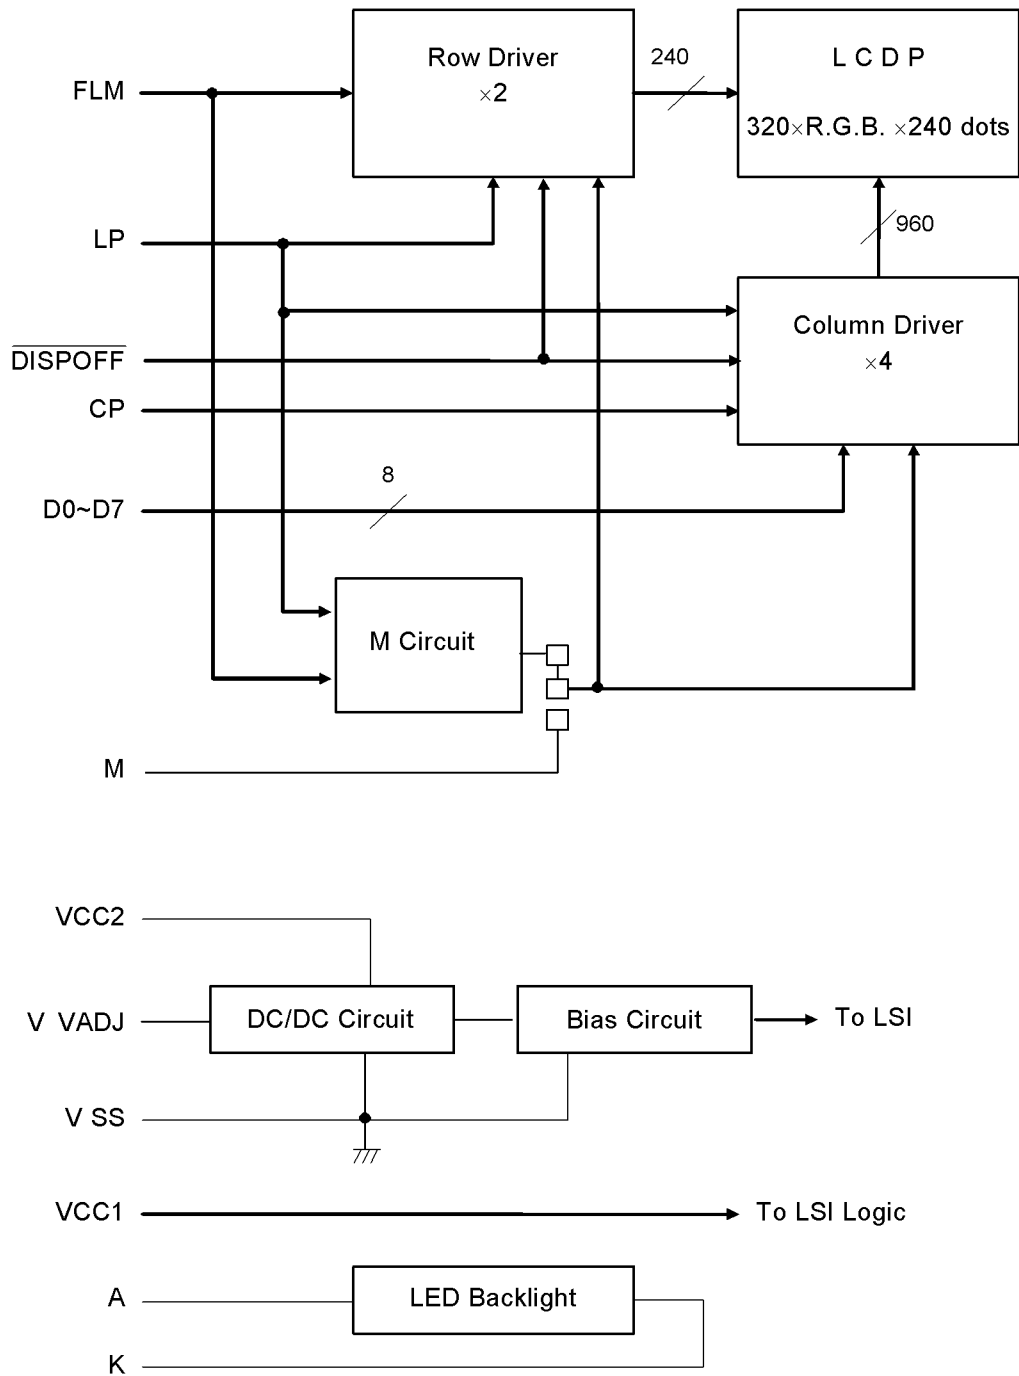 Row Driver
×2
240
L C D P
320×R.G.B. ×240 dots
FLM
LP
960
Column Driver
×4
DISPOFF
CP
8
D0~D7
M Circuit
M
VCC2
V VADJ
DC/DC Circuit
Bias Circuit
To LSI
V SS
VCC1
To LSI Logic
A
LED Backlight
K